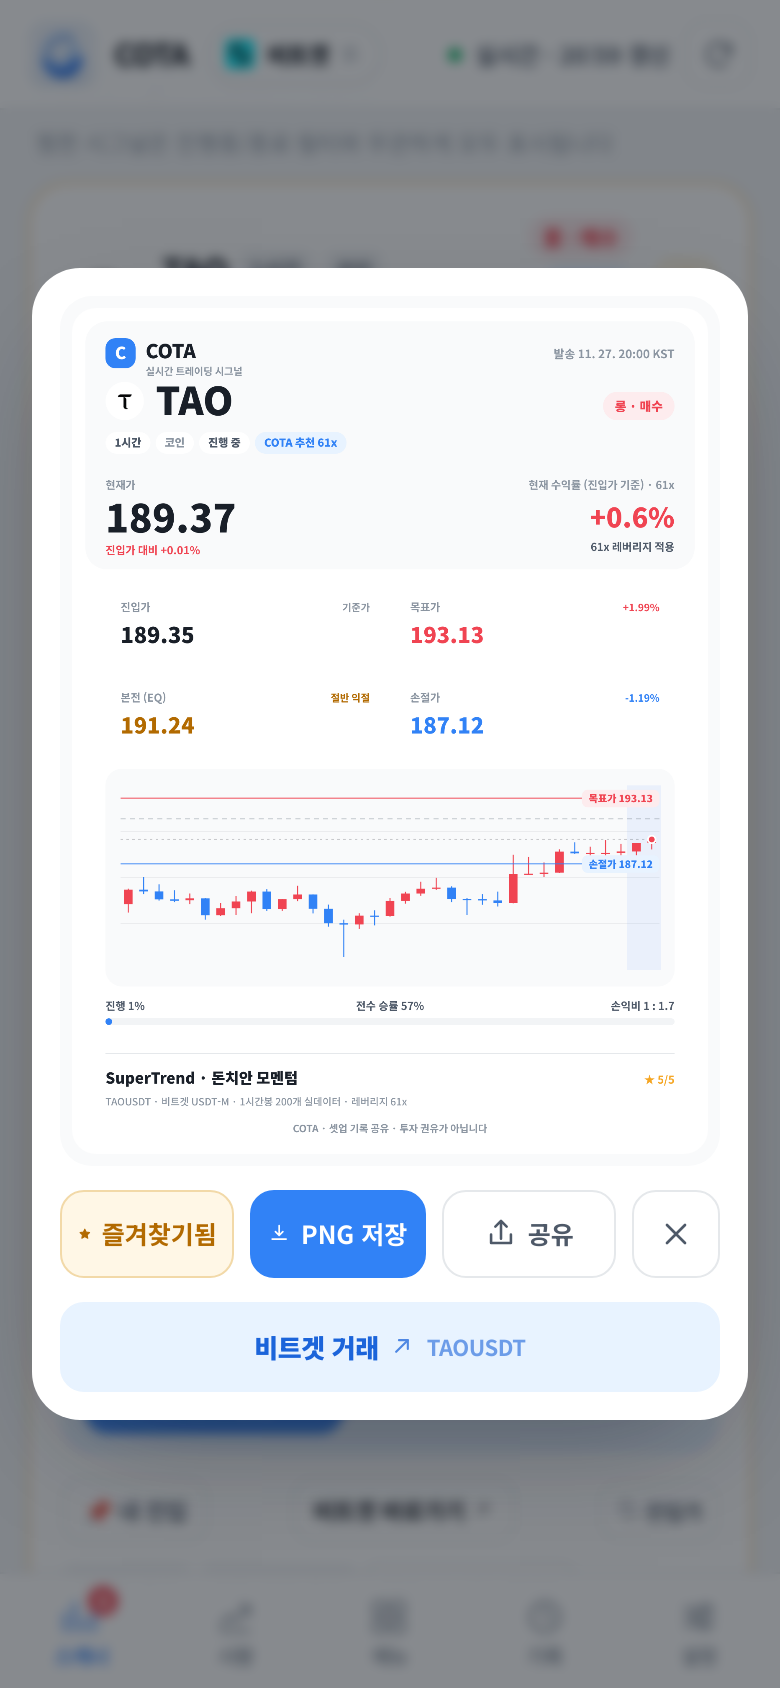 COTA
C COTA
실시간 트레이딩 시그널
발송 11. 27. 20:00 KST
τ TAO
롱 · 매수
1시간 코인 진행 중 COTA 추천 61x
현재가
현재 수익률 (진입가 기준) · 61x
189.37
+0.6%
진입가 대비 +0.01%
61x 레버리지 적용
진입가 기준가
189.35
목표가 +1.99%
193.13
본전 (EQ) 절반 익절
191.24
손절가 -1.19%
187.12
목표가 193.13
손절가 187.12
진행 1% 전수 승률 57% 손익비 1 : 1.7
SuperTrend · 돈치안 모멘텀
★ 5/5
TAOUSDT · 비트겟 USDT-M · 1시간봉 200개 실데이터 · 레버리지 61x
COTA · 셋업 기록 공유 · 투자 권유가 아닙니다
★ 즐겨찾기됨 PNG 저장 공유
비트겟 거래 ↗ TAOUSDT